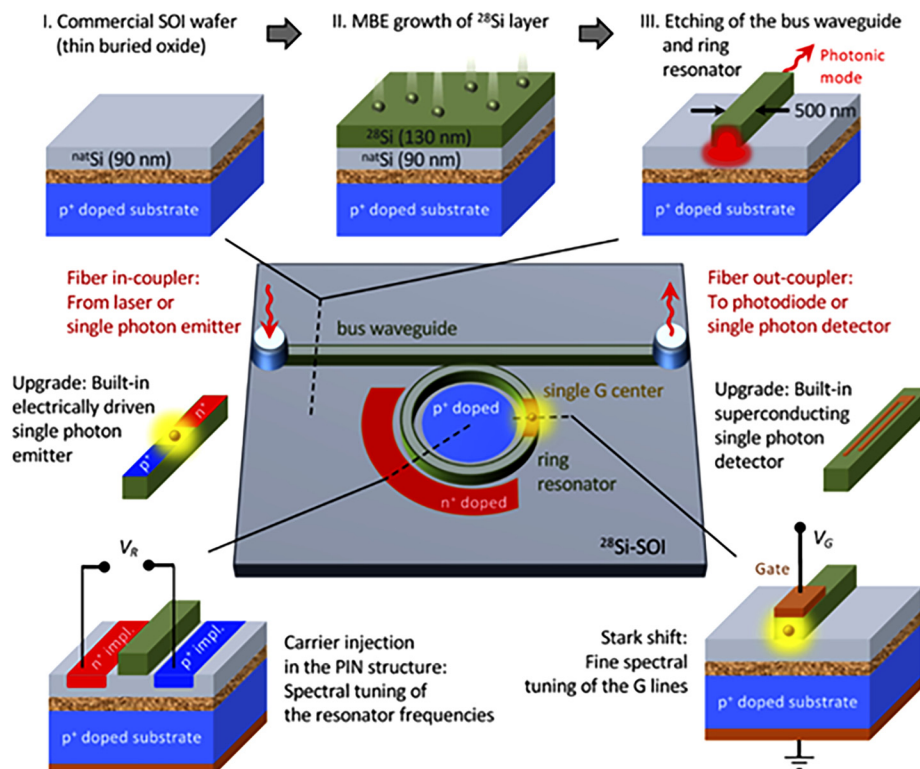 I. Commercial SOI wafer
(thin buried oxide)
II. MBE growth of ²⁸Si layer
III. Etching of the bus waveguide
and ring
resonator
Photonic
mode
500 nm
ⁿᵃᵗSi (90 nm)
p⁺ doped substrate
²⁸Si (130 nm)
ⁿᵃᵗSi (90 nm)
p⁺ doped substrate
p⁺ doped substrate
Fiber in-coupler:
From laser or
single photon emitter
Fiber out-coupler:
To photodiode or
single photon detector
bus waveguide
Upgrade: Built-in
electrically driven
single photon
emitter
n⁺
p⁺
p⁺ doped
single G center
ring
resonator
n⁺ doped
²⁸Si-SOI
Upgrade: Built-in
superconducting
single photon
detector
V_R
n⁺ impl.
p⁺ impl.
p⁺ doped substrate
Carrier injection
in the PIN structure:
Spectral tuning of
the resonator frequencies
Stark shift:
Fine spectral
tuning of the G lines
V_G
Gate
p⁺ doped substrate